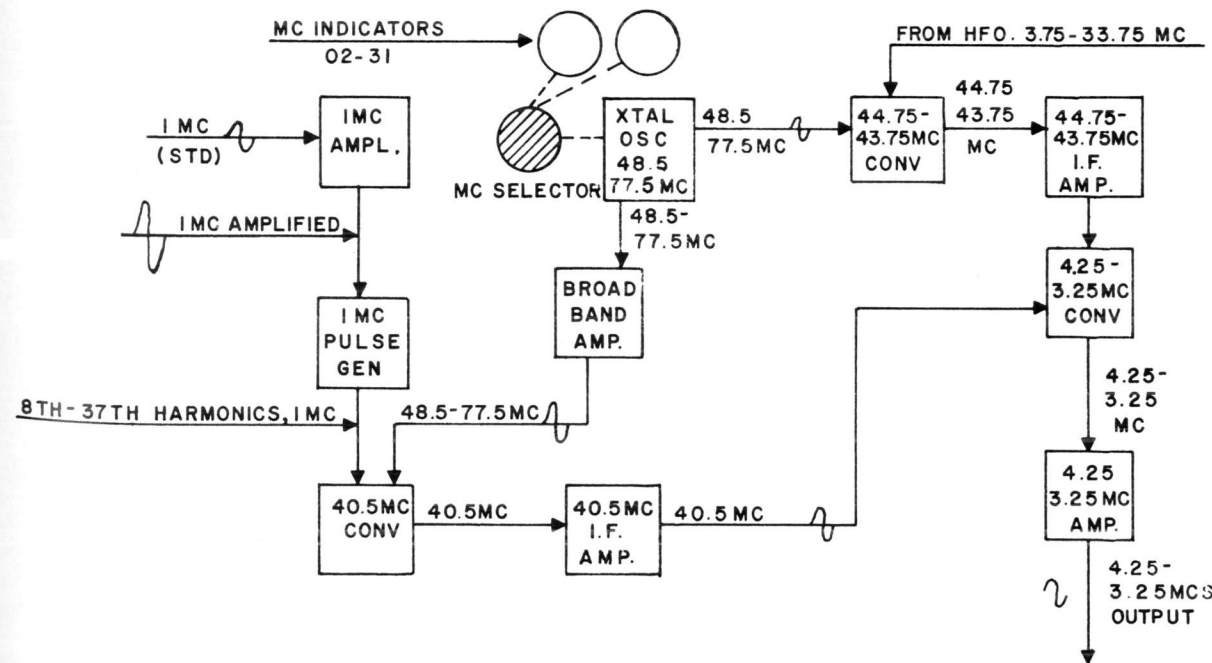 MC INDICATORS
02-31
FROM HFO. 3.75-33.75 MC
1MC
(STD)
1MC
AMPL.
MC SELECTOR
XTAL
OSC
48.5
77.5 MC
48.5
77.5MC
44.75-
43.75MC
CONV
44.75
43.75
MC
44.75-
43.75MC
I.F.
AMP.
1MC AMPLIFIED
48.5-
77.5MC
1MC
PULSE
GEN
BROAD
BAND
AMP.
4.25-
3.25MC
CONV
8TH-37TH HARMONICS, 1MC
48.5-77.5MC
4.25-
3.25
MC
40.5MC
CONV
40.5MC
40.5MC
I.F.
AMP.
40.5MC
4.25
3.25MC
AMP.
4.25-
3.25MCS
OUTPUT